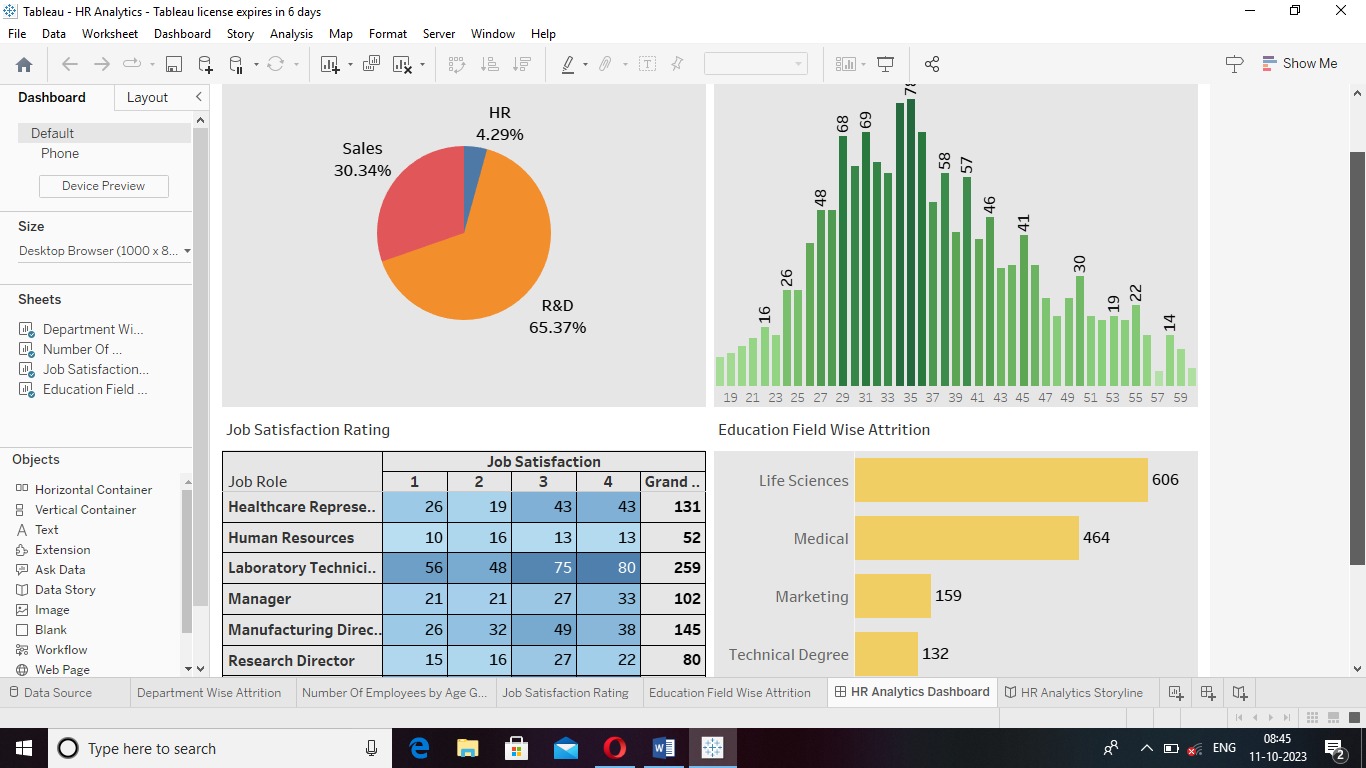 Tableau - HR Analytics - Tableau license expires in 6 days
File Data Worksheet Dashboard Story Analysis Map Format Server Window Help
Show Me
Dashboard Layout
Default
Phone
Device Preview
Size
Desktop Browser (1000 x 8...
Sheets
Department Wi...
Number Of ...
Job Satisfaction...
Education Field ...
Objects
Horizontal Container
Vertical Container
Text
Extension
Ask Data
Data Story
Image
Blank
Workflow
Web Page
HR
4.29%
Sales
30.34%
R&D
65.37%
16 26 48 68 69 58 57 46 41 30 19 22 14
19 21 23 25 27 29 31 33 35 37 39 41 43 45 47 49 51 53 55 57 59
Job Satisfaction Rating
Job Satisfaction
Job Role 1 2 3 4 Grand ..
Healthcare Represe.. 26 19 43 43 131
Human Resources 10 16 13 13 52
Laboratory Technici.. 56 48 75 80 259
Manager 21 21 27 33 102
Manufacturing Direc.. 26 32 49 38 145
Research Director 15 16 27 22 80
Education Field Wise Attrition
Life Sciences 606
Medical 464
Marketing 159
Technical Degree 132
Data Source Department Wise Attrition Number Of Employees by Age G... Job Satisfaction Rating Education Field Wise Attrition HR Analytics Dashboard HR Analytics Storyline
Type here to search
ENG
08:45
11-10-2023
2